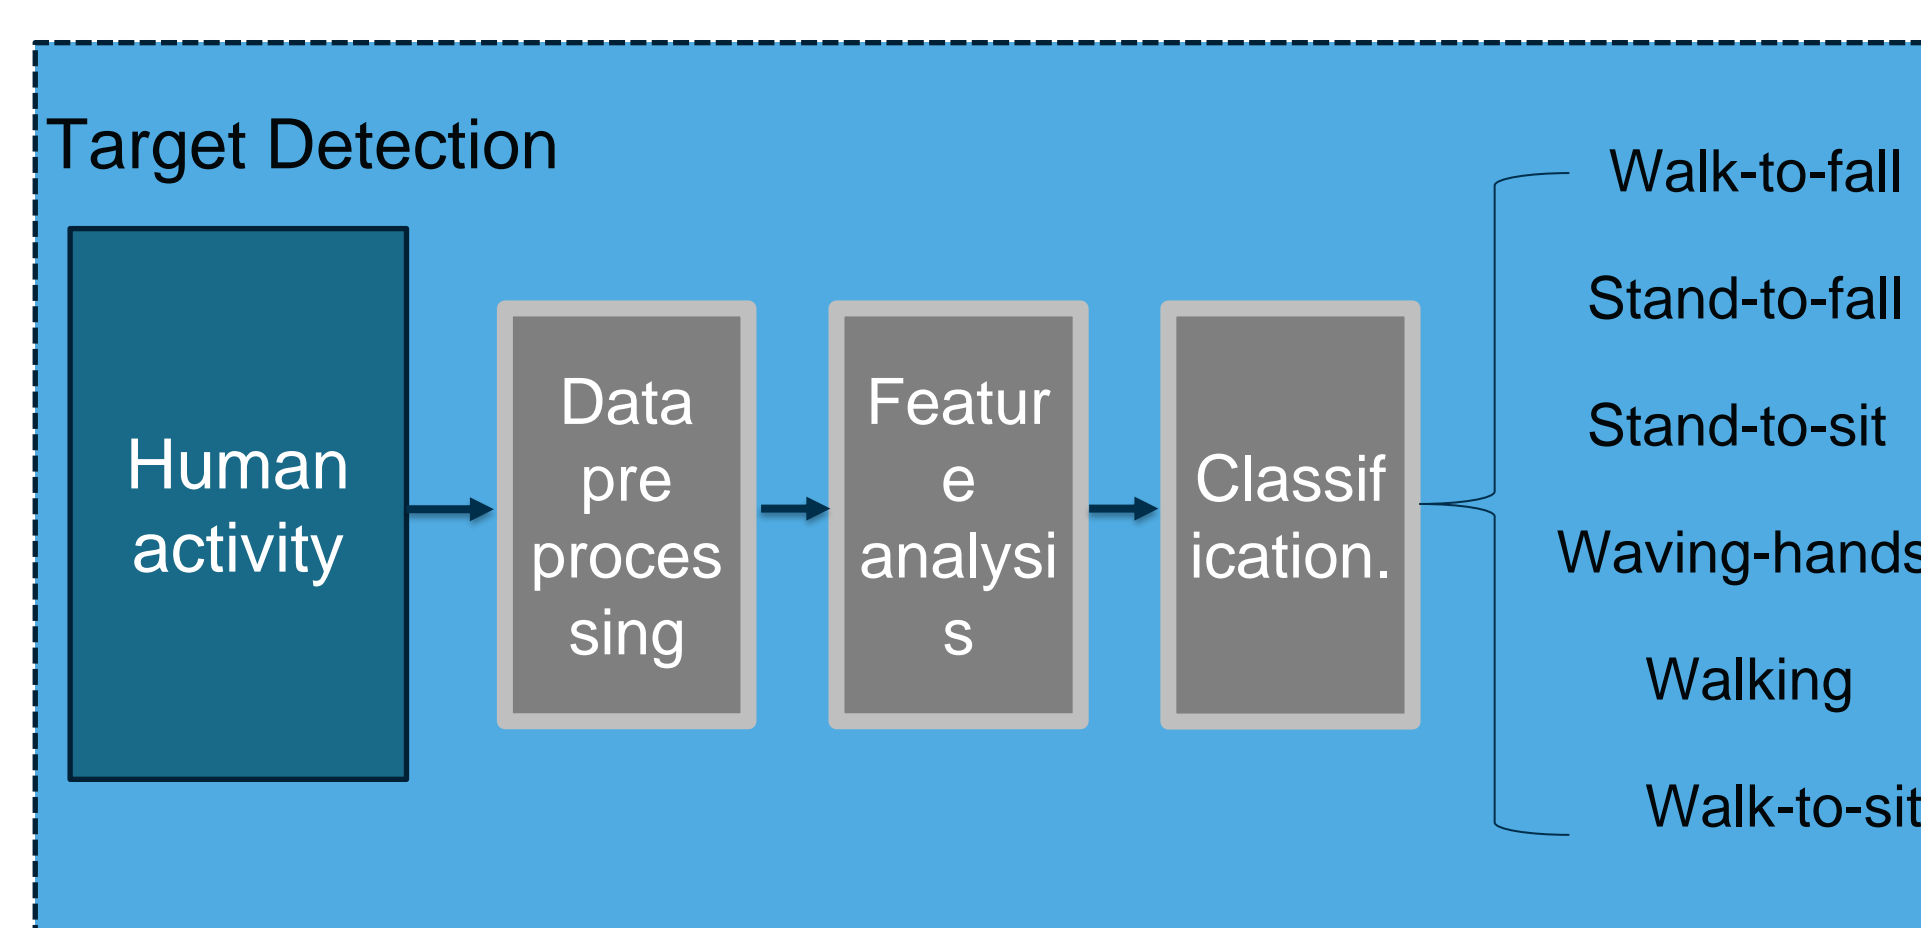 Target Detection
Human
activity
Data
pre
proces
sing
Featur
e
analysi
s
Classif
ication.
Walk-to-fall
Stand-to-fall
Stand-to-sit
Waving-hands
Walking
Walk-to-sit